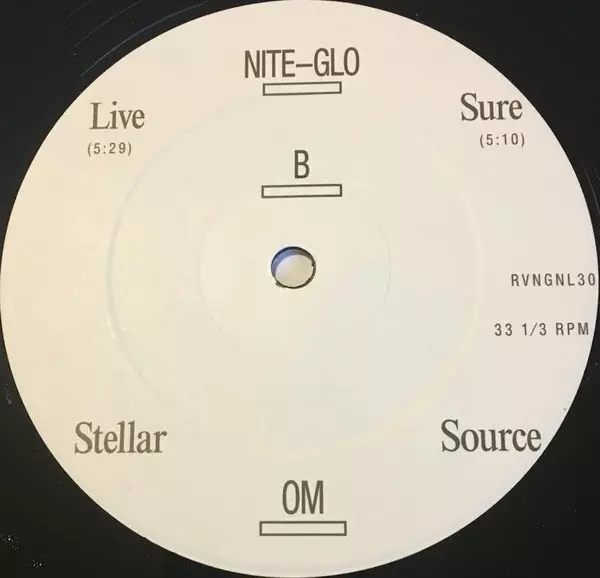 NITE-GLO
Live Sure
(5:29) (5:10)
B
RVNGNL30
33 1/3 RPM
Stellar Source
OM